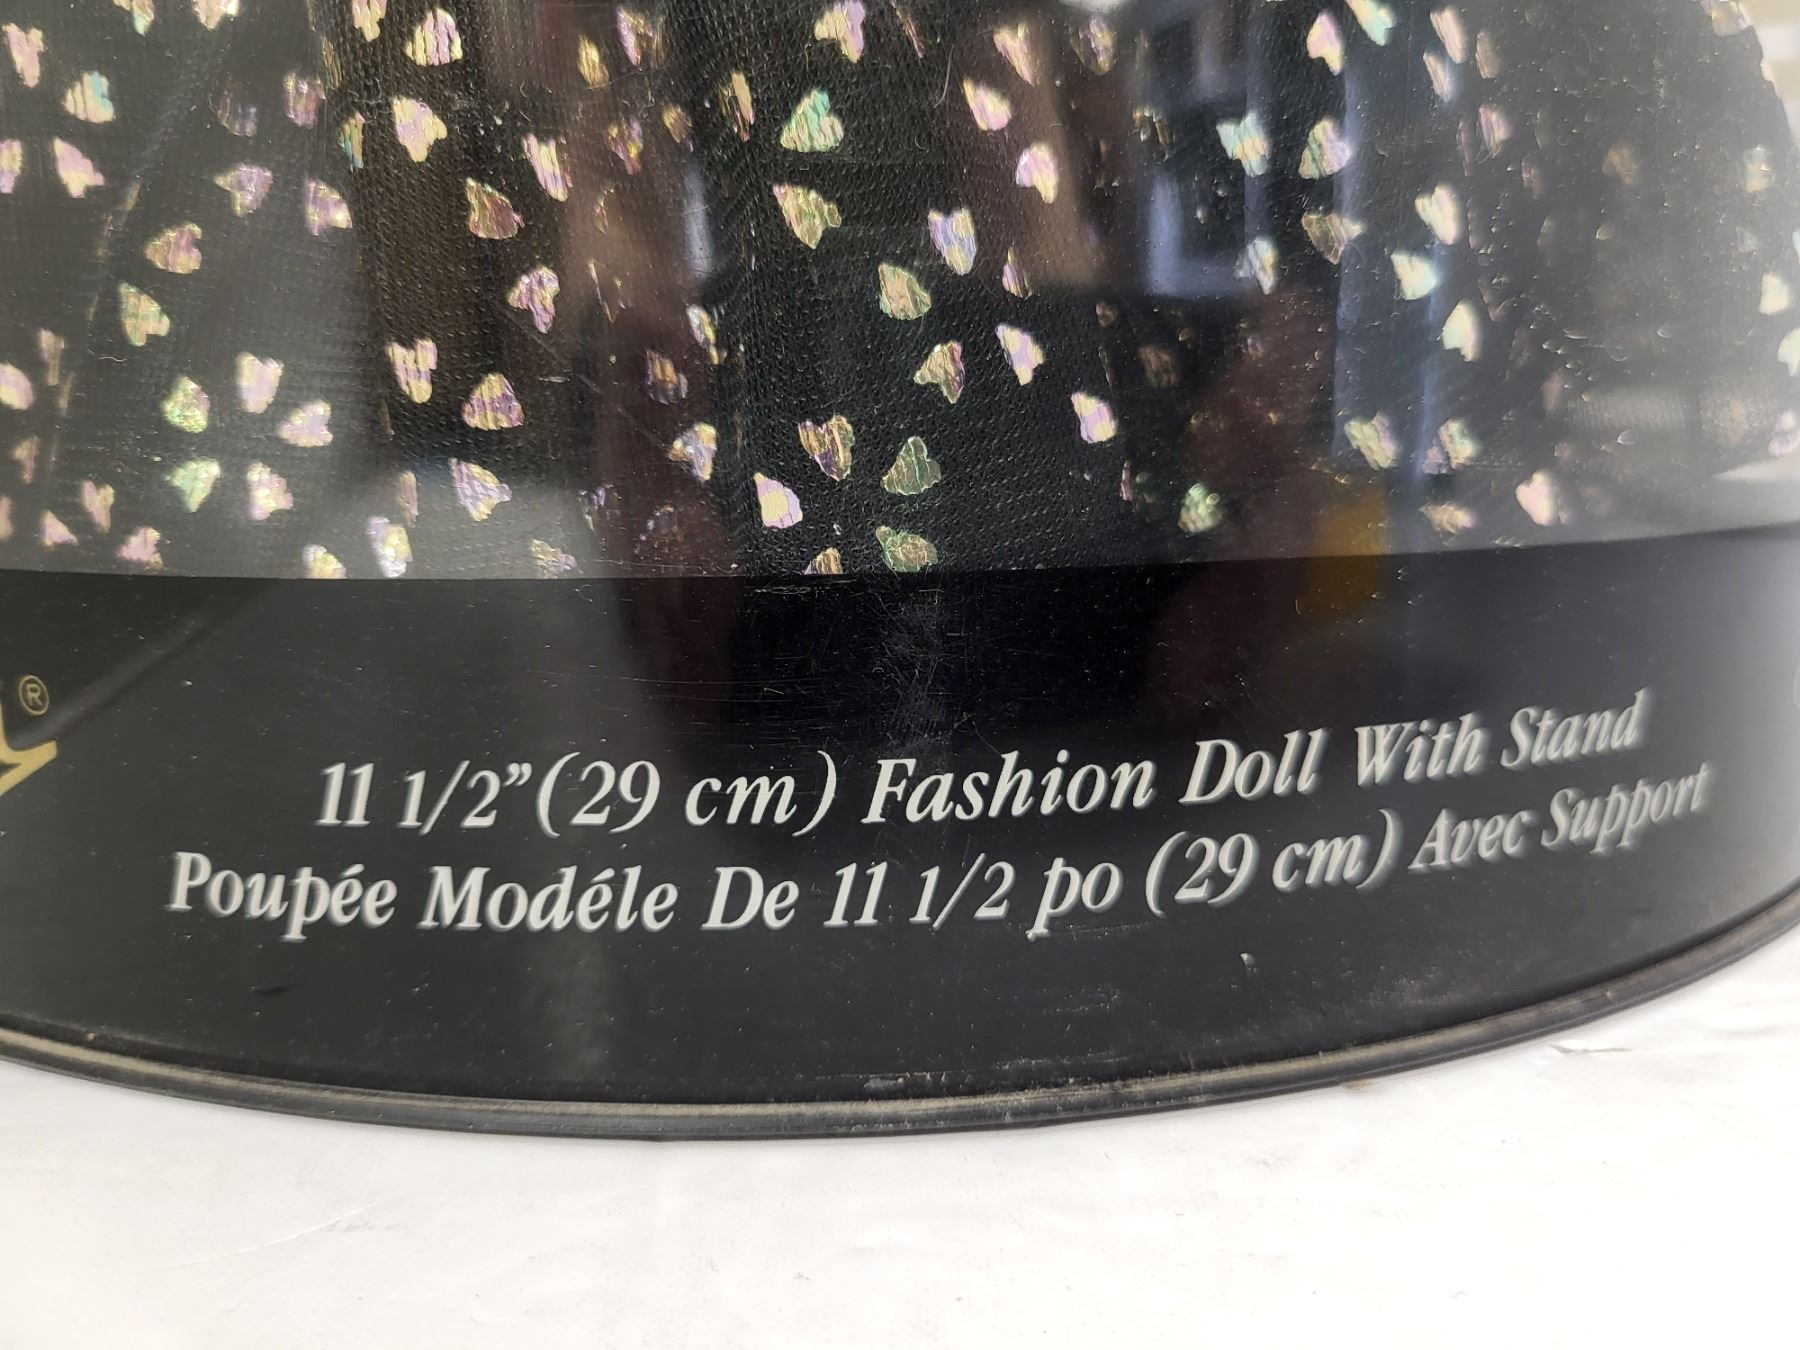 ®
11 1/2” (29 cm) Fashion Doll With Stand
Poupée Modéle De 11 1/2 po (29 cm) Avec Support